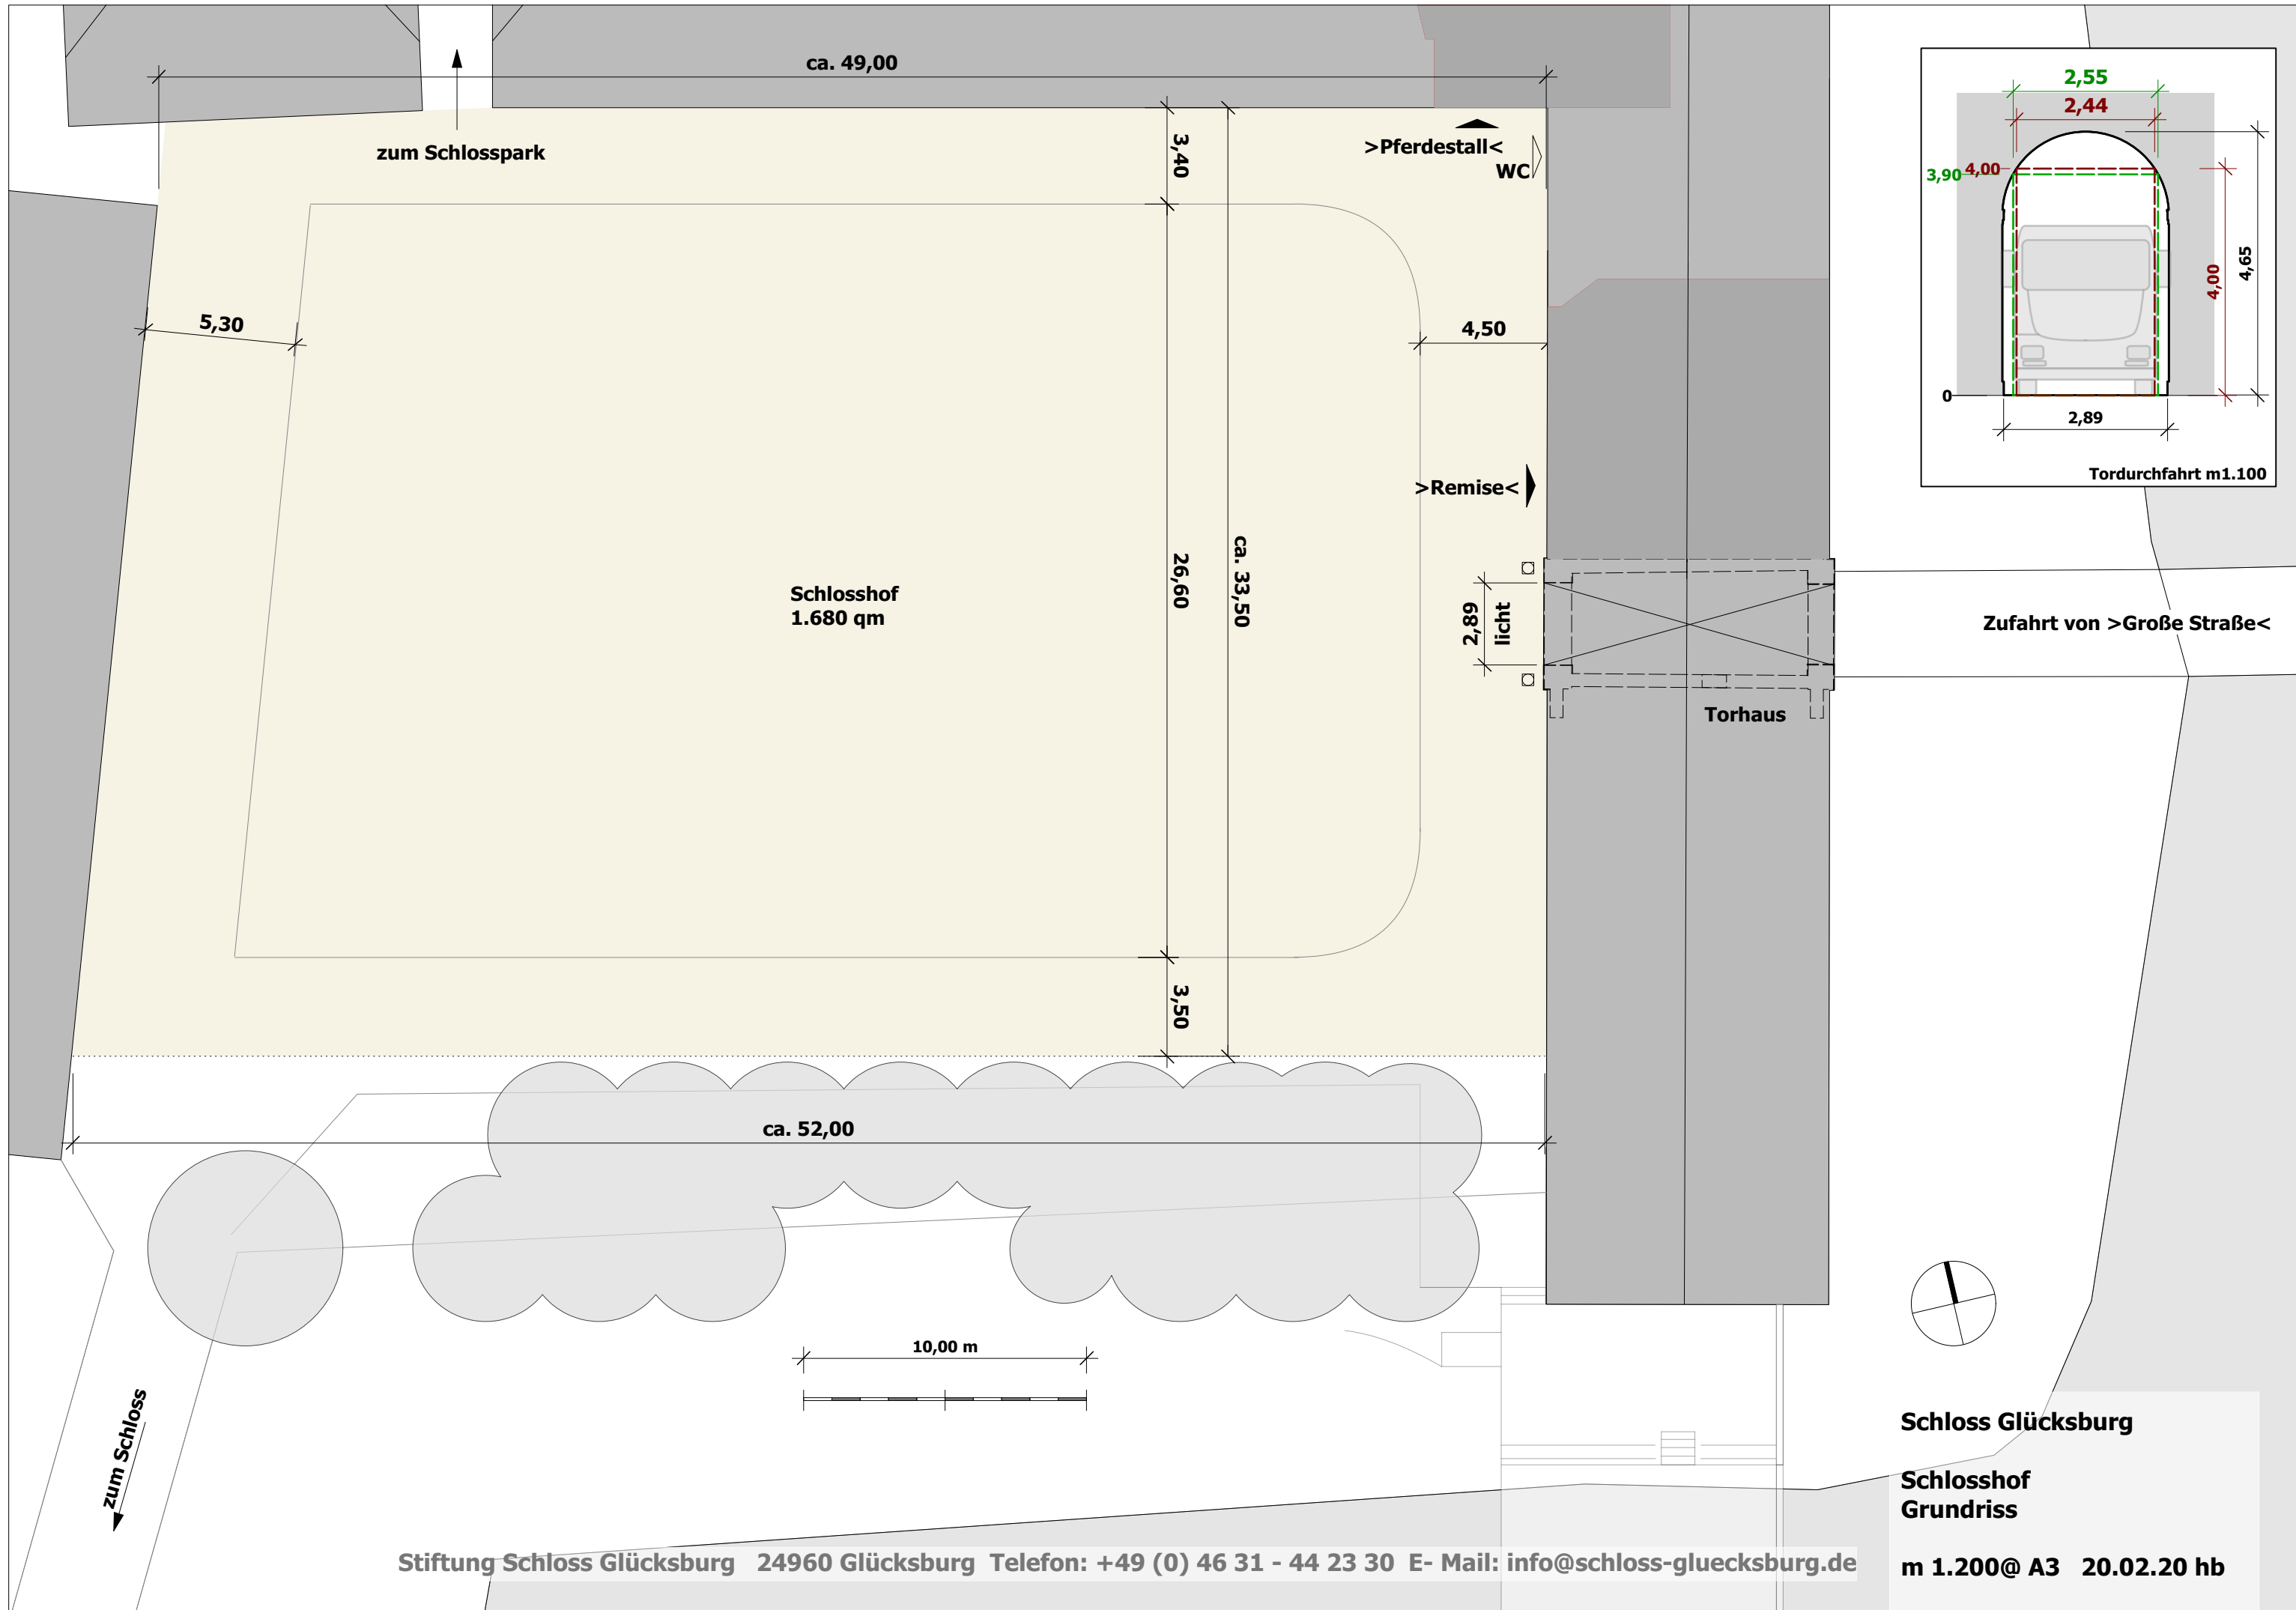 ca. 49,00
2,55
2,44
zum Schlosspark
3,40
>Pferdestall<
WC
3,90
4,00
4,65
4,00
5,30
4,50
0
2,89
Tordurchfahrt m1.100
>Remise<
26,60
ca. 33,50
Schlosshof
1.680 qm
2,89
licht
Zufahrt von >Große Straße<
Torhaus
3,50
ca. 52,00
10,00 m
zum Schloss
Schloss Glücksburg
Schlosshof
Grundriss
m 1.200@ A3 20.02.20 hb
Stiftung Schloss Glücksburg 24960 Glücksburg Telefon: +49 (0) 46 31 - 44 23 30 E- Mail: info@schloss-gluecksburg.de